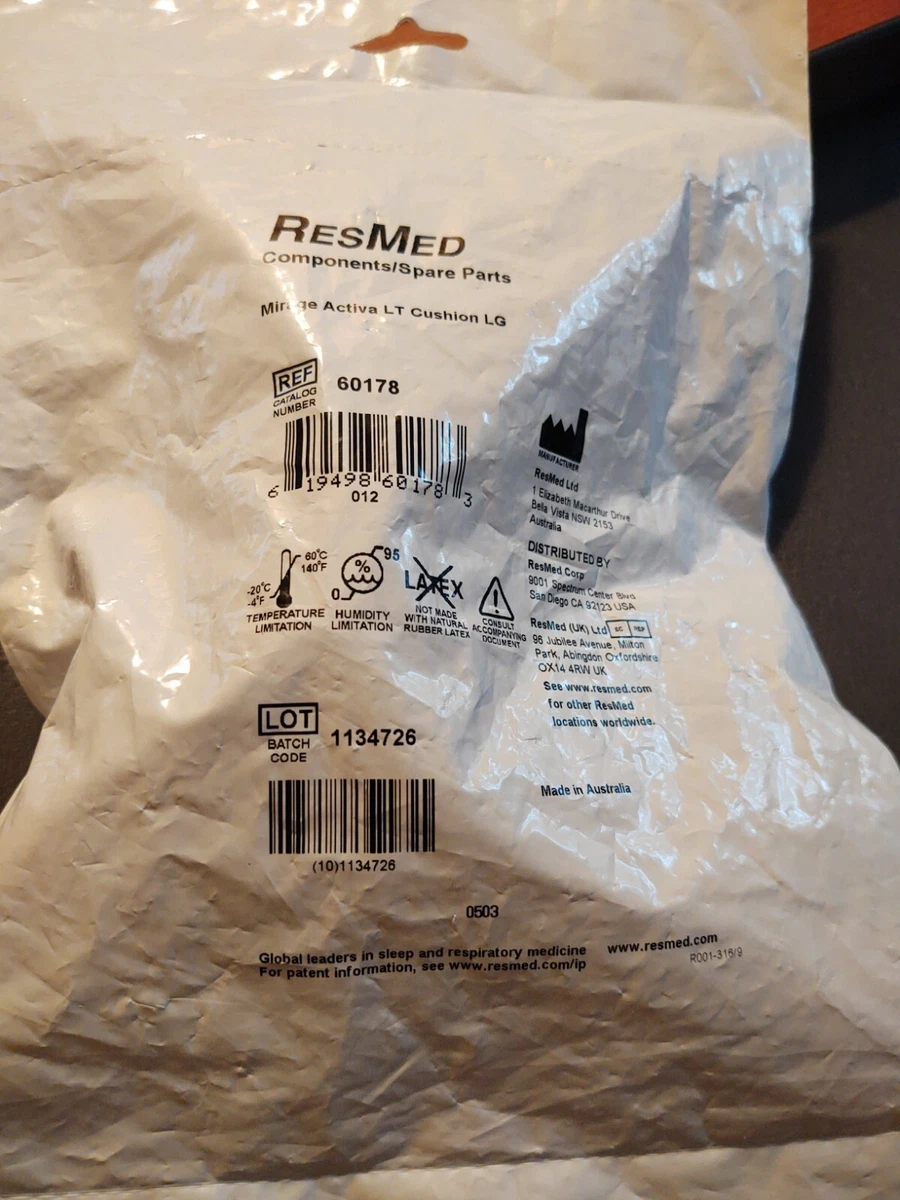 RESMED
Components/Spare Parts
Mirage Activa LT Cushion LG
REF
CATALOG
NUMBER
60178
6 19498 60178 3
012
MANUFACTURER
ResMed Ltd
1 Elizabeth Macarthur Drive
Bella Vista NSW 2153
Australia
DISTRIBUTED BY
ResMed Corp
9001 Spectrum Center Blvd
San Diego CA 92123 USA
ResMed (UK) Ltd EC REP
96 Jubilee Avenue, Milton
Park, Abingdon Oxfordshire
OX14 4RW UK
See www.resmed.com
for other ResMed
locations worldwide.
-20°C
-4°F
60°C
140°F
TEMPERATURE
LIMITATION
%
0
95
HUMIDITY
LIMITATION
LATEX
NOT MADE
WITH NATURAL
RUBBER LATEX
!
CONSULT
ACCOMPANYING
DOCUMENT
LOT
BATCH
CODE
1134726
(10)1134726
Made in Australia
0503
Global leaders in sleep and respiratory medicine
For patent information, see www.resmed.com/ip
www.resmed.com
R001-316/9